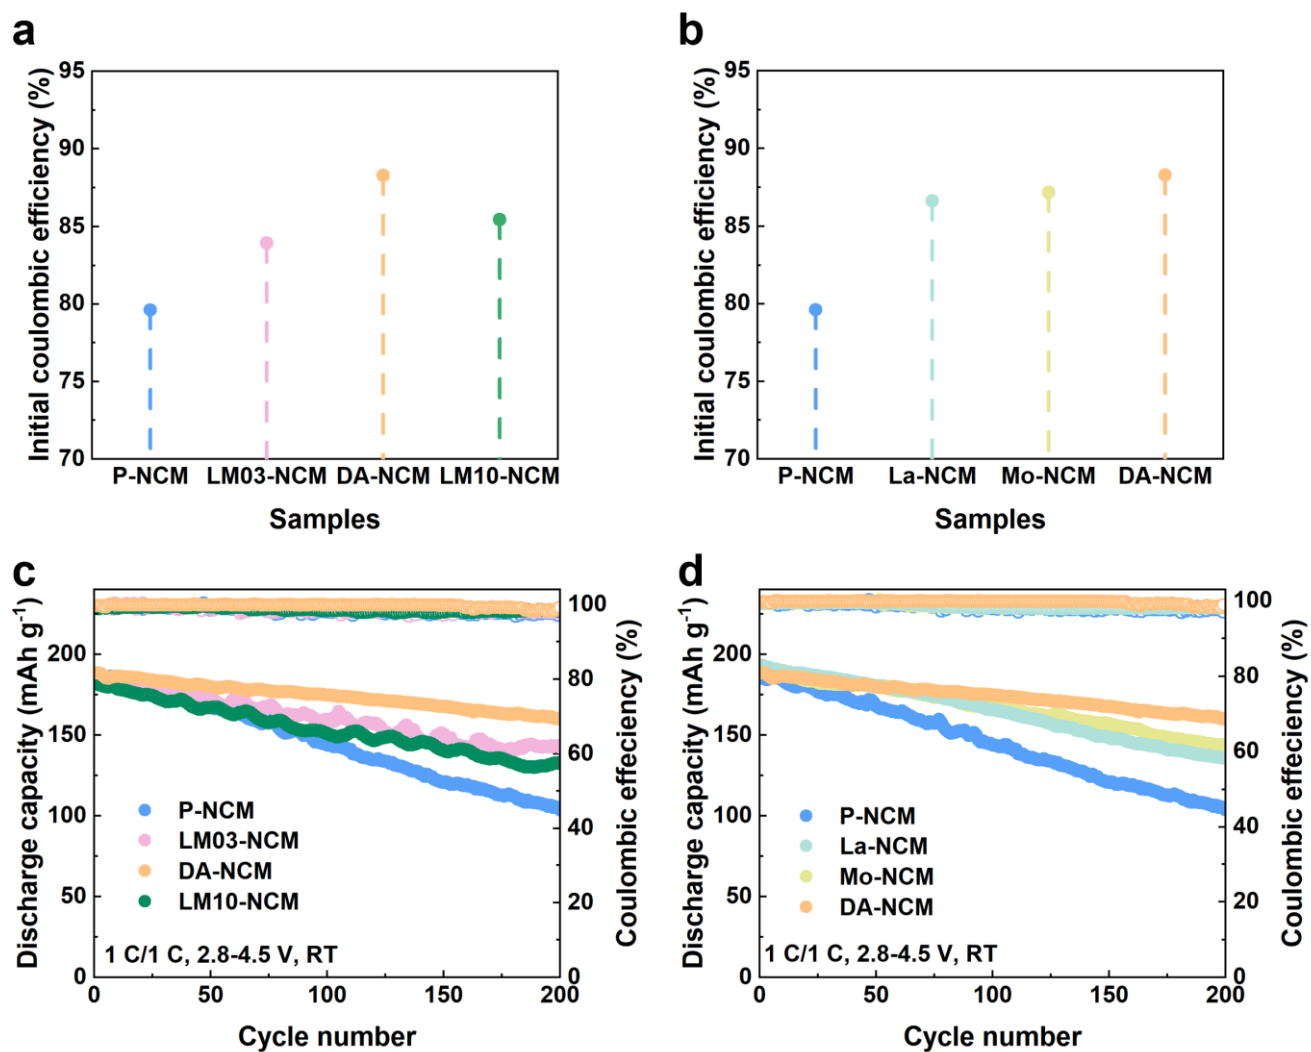 a
Initial coulombic efficiency (%)
95
90
85
80
75
70
P-NCM LM03-NCM DA-NCM LM10-NCM
Samples
b
Initial coulombic efficiency (%)
95
90
85
80
75
70
P-NCM La-NCM Mo-NCM DA-NCM
Samples
c
Discharge capacity (mAh g⁻¹)
200
150
100
50
0
P-NCM
LM03-NCM
DA-NCM
LM10-NCM
1 C/1 C, 2.8-4.5 V, RT
0 50 100 150 200
Cycle number
100
80
60
40
20
0
Coulombic effeciency (%)
d
Discharge capacity (mAh g⁻¹)
200
150
100
50
0
P-NCM
La-NCM
Mo-NCM
DA-NCM
1 C/1 C, 2.8-4.5 V, RT
0 50 100 150 200
Cycle number
100
80
60
40
20
0
Coulombic effeciency (%)